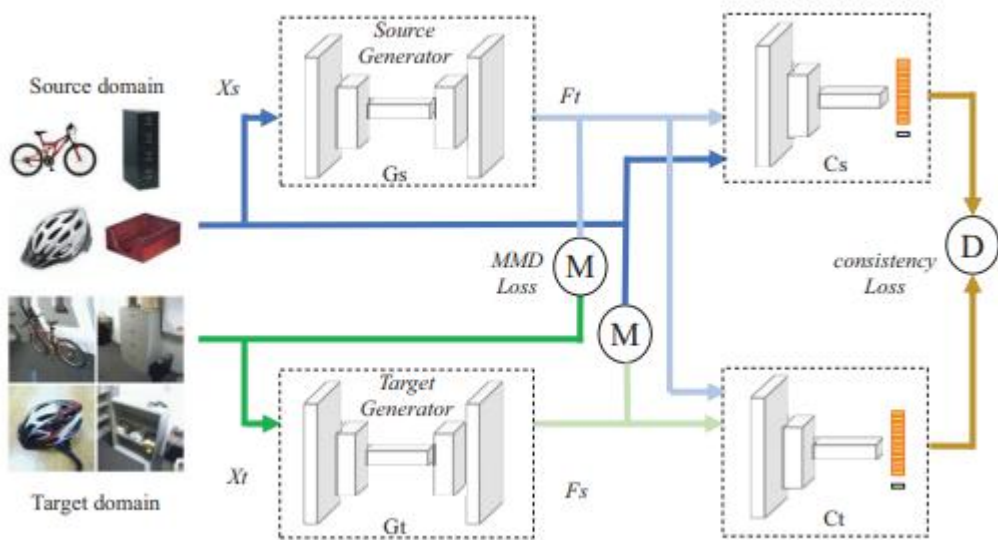 Source domain
Xs
Source
Generator
Gs
Ft
Cs
MMD
Loss
M
M
consistency
Loss
D
Target
Generator
Xt
Gt
Fs
Ct
Target domain